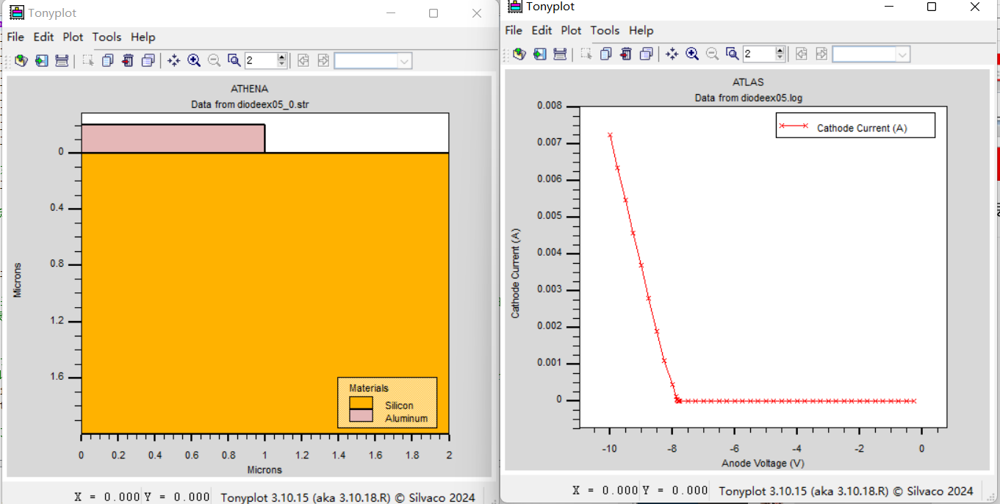 Tonyplot
File Edit Plot Tools Help
2
ATHENA
Data from diodeex05_0.str
0
0.4
0.8
1.2
1.6
Microns
Materials
Silicon
Aluminum
0 0.2 0.4 0.6 0.8 1 1.2 1.4 1.6 1.8 2
Microns
X = 0.000 Y = 0.000 Tonyplot 3.10.15 (aka 3.10.18.R) © Silvaco 2024
Tonyplot
File Edit Plot Tools Help
2
ATLAS
Data from diodeex05.log
0.008
0.007
0.006
0.005
0.004
0.003
0.002
0.001
0
Cathode Current (A)
Cathode Current (A)
-10 -8 -6 -4 -2 0
Anode Voltage (V)
X = 0.000 Y = 0.000 Tonyplot 3.10.15 (aka 3.10.18.R) © Silvaco 2024